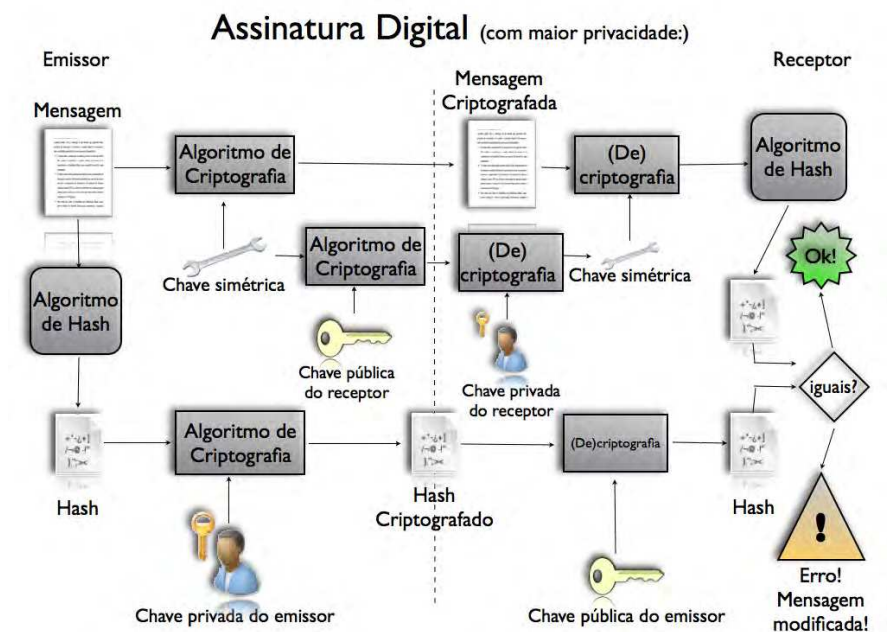 Assinatura Digital (com maior privacidade:)
Emissor
Receptor
Mensagem
Mensagem
Criptografada
Algoritmo de
Criptografia
(De)
criptografia
Algoritmo
de Hash
Chave simétrica
Algoritmo de
Criptografia
(De)
criptografia
Chave simétrica
Ok!
Algoritmo
de Hash
Chave pública
do receptor
Chave privada
do receptor
iguais?
Algoritmo de
Criptografia
(De)criptografia
Hash
Hash
Criptografado
Hash
!
Chave privada do emissor
Chave pública do emissor
Erro!
Mensagem
modificada!